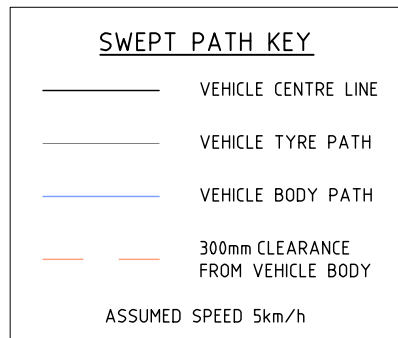 SWEPT PATH KEY
VEHICLE CENTRE LINE
VEHICLE TYRE PATH
VEHICLE BODY PATH
300mm CLEARANCE
FROM VEHICLE BODY
ASSUMED SPEED 5km/h